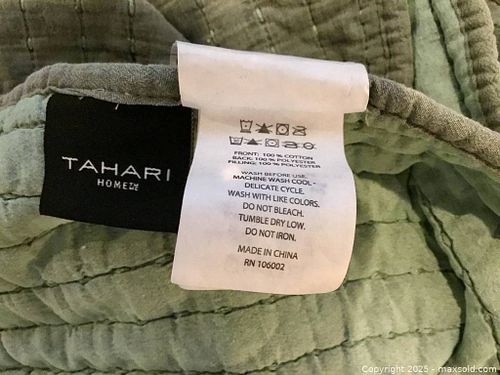 TAHARI
HOME
FRONT: 100 % COTTON
BACK: 100 % POLYESTER
FILLING: 100 % POLYESTER
WASH BEFORE USE.
MACHINE WASH COOL -
DELICATE CYCLE.
WASH WITH LIKE COLORS.
DO NOT BLEACH.
TUMBLE DRY LOW.
DO NOT IRON.
MADE IN CHINA
RN 106002
Copyright 2025 - maxsold.com